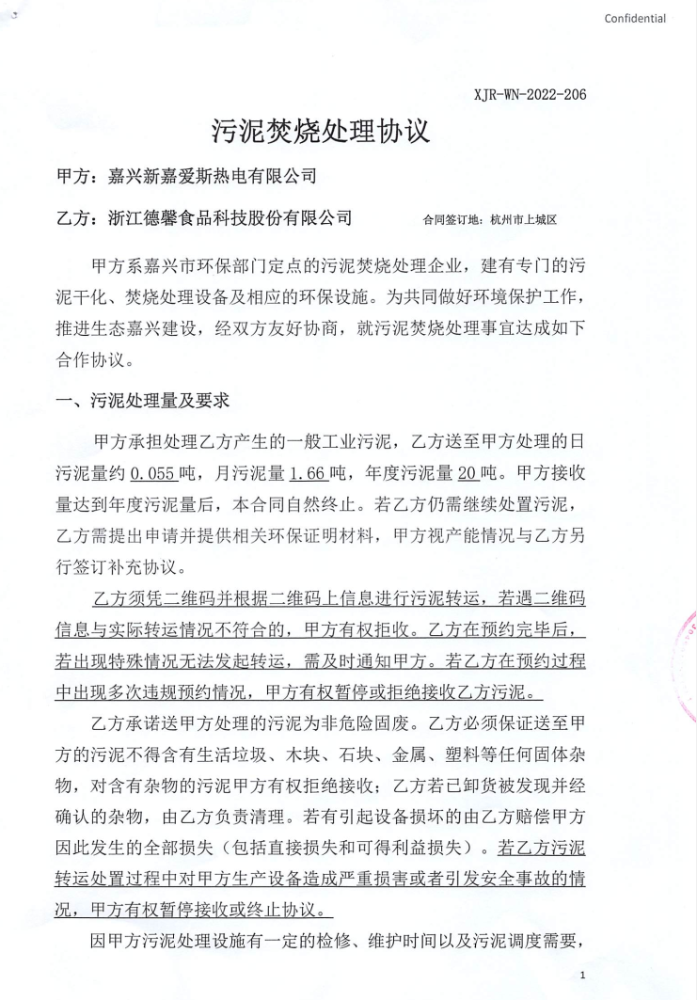 Confidential
XJR-WN-2022-206
污泥焚烧处理协议
甲方：嘉兴新嘉爱斯热电有限公司
乙方：浙江德馨食品科技股份有限公司 合同签订地：杭州市上城区
甲方系嘉兴市环保部门定点的污泥焚烧处理企业，建有专门的污
泥干化、焚烧处理设备及相应的环保设施。为共同做好环境保护工作，
推进生态嘉兴建设，经双方友好协商，就污泥焚烧处理事宜达成如下
合作协议。
一、污泥处理量及要求
甲方承担处理乙方产生的一般工业污泥，乙方送至甲方处理的日
污泥量约 0.055 吨，月污泥量 1.66 吨，年度污泥量 20 吨。甲方接收
量达到年度污泥量后，本合同自然终止。若乙方仍需继续处置污泥，
乙方需提出申请并提供相关环保证明材料，甲方视产能情况与乙方另
行签订补充协议。
乙方须凭二维码并根据二维码上信息进行污泥转运，若遇二维码
信息与实际转运情况不符合的，甲方有权拒收。乙方在预约完毕后，
若出现特殊情况无法发起转运，需及时通知甲方。若乙方在预约过程
中出现多次违规预约情况，甲方有权暂停或拒绝接收乙方污泥。
乙方承诺送甲方处理的污泥为非危险固废。乙方必须保证送至甲
方的污泥不得含有生活垃圾、木块、石块、金属、塑料等任何固体杂
物，对含有杂物的污泥甲方有权拒绝接收；乙方若已卸货被发现并经
确认的杂物，由乙方负责清理。若有引起设备损坏的由乙方赔偿甲方
因此发生的全部损失（包括直接损失和可得利益损失）。若乙方污泥
转运处置过程中对甲方生产设备造成严重损害或者引发安全事故的情
况，甲方有权暂停接收或终止协议。
因甲方污泥处理设施有一定的检修、维护时间以及污泥调度需要，
1